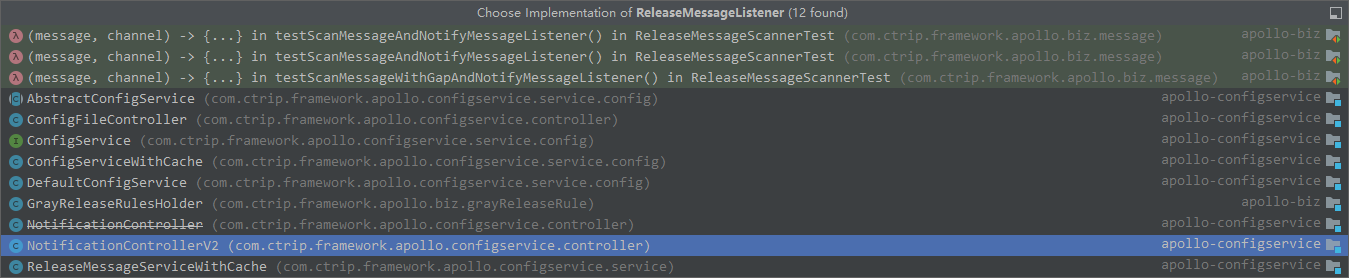 Choose Implementation of ReleaseMessageListener (12 found)
λ (message, channel) -> {...} in testScanMessageAndNotifyMessageListener() in ReleaseMessageScannerTest (com.ctrip.framework.apollo.biz.message) apollo-biz
λ (message, channel) -> {...} in testScanMessageAndNotifyMessageListener() in ReleaseMessageScannerTest (com.ctrip.framework.apollo.biz.message) apollo-biz
λ (message, channel) -> {...} in testScanMessageWithGapAndNotifyMessageListener() in ReleaseMessageScannerTest (com.ctrip.framework.apollo.biz.message) apollo-biz
C AbstractConfigService (com.ctrip.framework.apollo.configservice.service.config) apollo-configservice
C ConfigFileController (com.ctrip.framework.apollo.configservice.controller) apollo-configservice
I ConfigService (com.ctrip.framework.apollo.configservice.service.config) apollo-configservice
C ConfigServiceWithCache (com.ctrip.framework.apollo.configservice.service.config) apollo-configservice
C DefaultConfigService (com.ctrip.framework.apollo.configservice.service.config) apollo-configservice
C GrayReleaseRulesHolder (com.ctrip.framework.apollo.biz.grayReleaseRule) apollo-biz
C NotificationController (com.ctrip.framework.apollo.configservice.controller) apollo-configservice
C NotificationControllerV2 (com.ctrip.framework.apollo.configservice.controller) apollo-configservice
C ReleaseMessageServiceWithCache (com.ctrip.framework.apollo.configservice.service) apollo-configservice